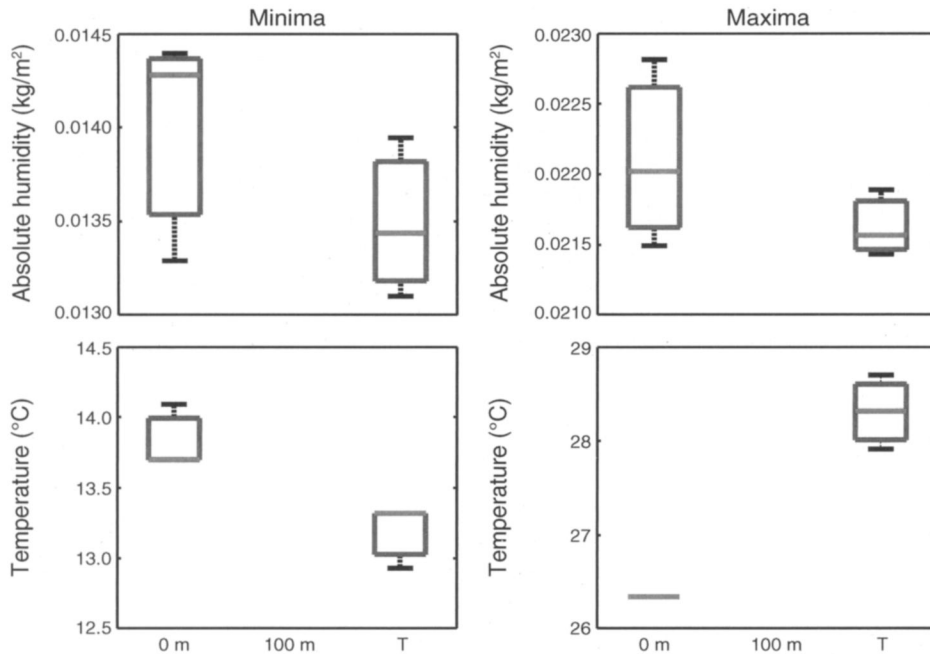 Minima
Maxima
Absolute humidity (kg/m²)
0.0145
0.0140
0.0135
0.0130
Absolute humidity (kg/m²)
0.0230
0.0225
0.0220
0.0215
0.0210
Temperature (°C)
14.5
14.0
13.5
13.0
12.5
0 m 100 m T
Temperature (°C)
29
28
26
26
0 m 100 m T